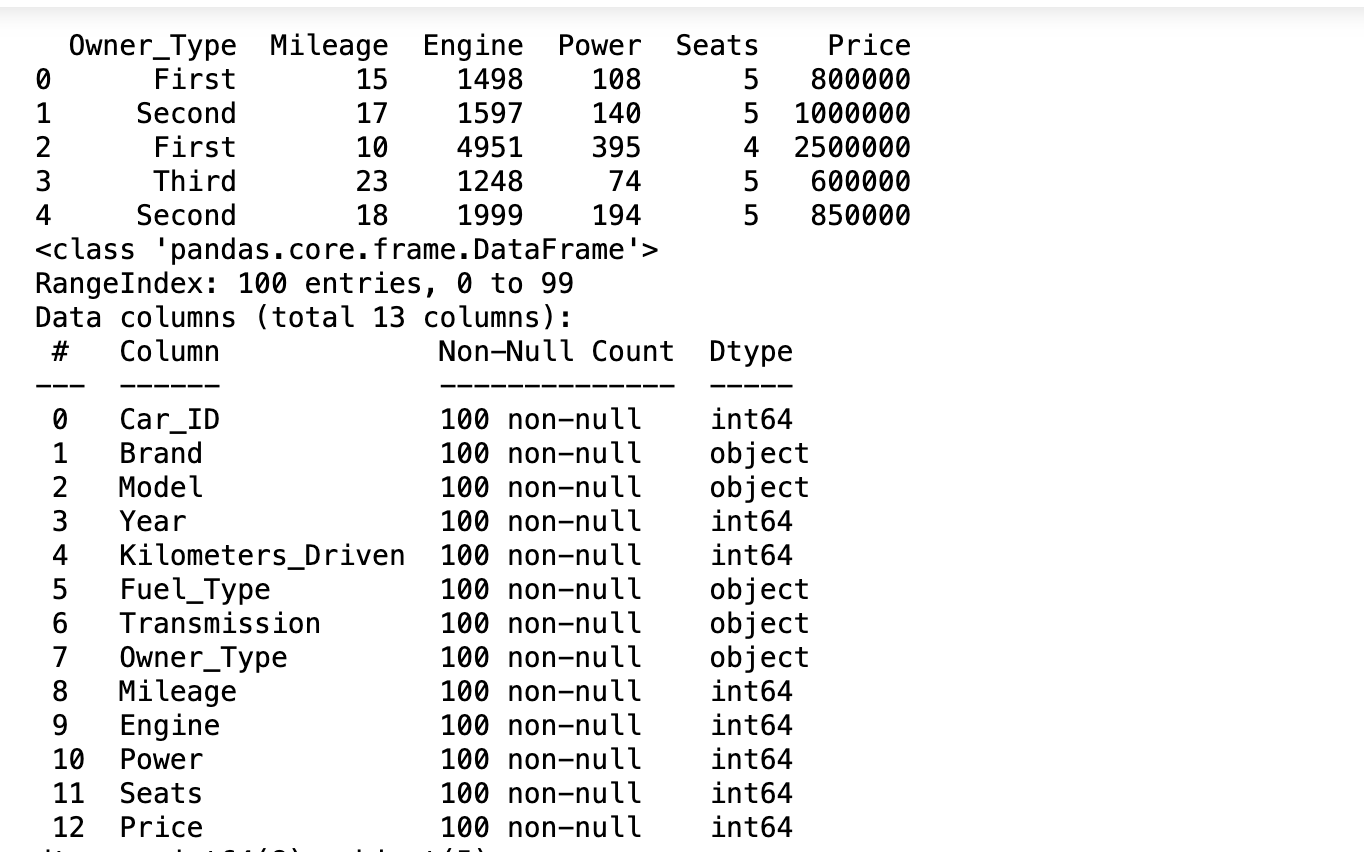 Owner_Type  Mileage  Engine  Power  Seats    Price
0      First       15    1498    108      5   800000
1     Second       17    1597    140      5  1000000
2      First       10    4951    395      4  2500000
3      Third       23    1248     74      5   600000
4     Second       18    1999    194      5   850000
<class 'pandas.core.frame.DataFrame'>
RangeIndex: 100 entries, 0 to 99
Data columns (total 13 columns):
 #   Column             Non-Null Count  Dtype
---  ------             --------------  -----
 0   Car_ID             100 non-null    int64
 1   Brand              100 non-null    object
 2   Model              100 non-null    object
 3   Year               100 non-null    int64
 4   Kilometers_Driven  100 non-null    int64
 5   Fuel_Type          100 non-null    object
 6   Transmission       100 non-null    object
 7   Owner_Type         100 non-null    object
 8   Mileage            100 non-null    int64
 9   Engine             100 non-null    int64
 10  Power              100 non-null    int64
 11  Seats              100 non-null    int64
 12  Price              100 non-null    int64